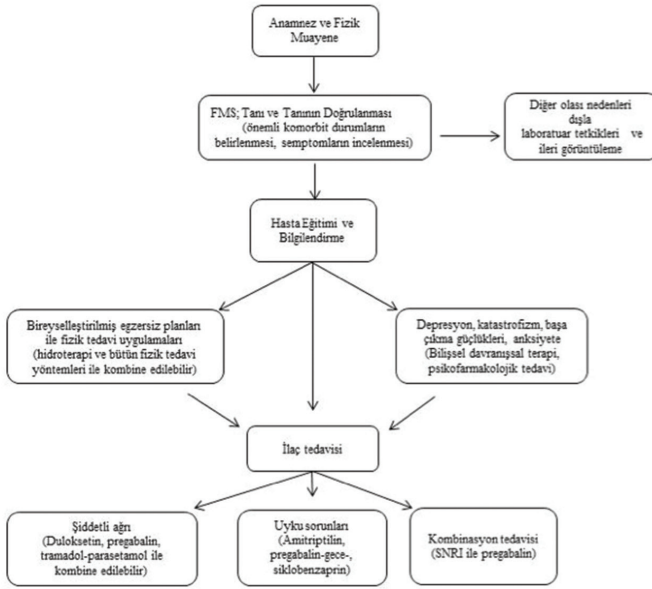 Anamnez ve Fizik
Muayene
FMS; Tanı ve Tanının Doğrulanması
(önemli komorbit durumların
belirlenmesi, semptomların incelenmesi)
Diğer olası nedenleri
dışla
laboratuar tetkikleri ve
ileri görüntüleme
Hasta Eğitimi ve
Bilgilendirme
Bireyselleştirilmiş egzersiz planları
ile fizik tedavi uygulamaları
(hidroterapi ve bütün fizik tedavi
yöntemleri ile kombine edilebilir)
Depresyon, katastrofizm, başa
çıkma güçlükleri, anksiyete
(Bilişsel davranışsal terapi,
psikofarmakolojik tedavi)
İlaç tedavisi
Şiddetli ağrı
(Duloksetin, pregabalin,
tramadol-parasetamol ile
kombine edilebilir)
Uyku sorunları
(Amitriptilin,
pregabalin-gece-,
siklobenzaprin)
Kombinasyon tedavisi
(SNRI ile pregabalin)